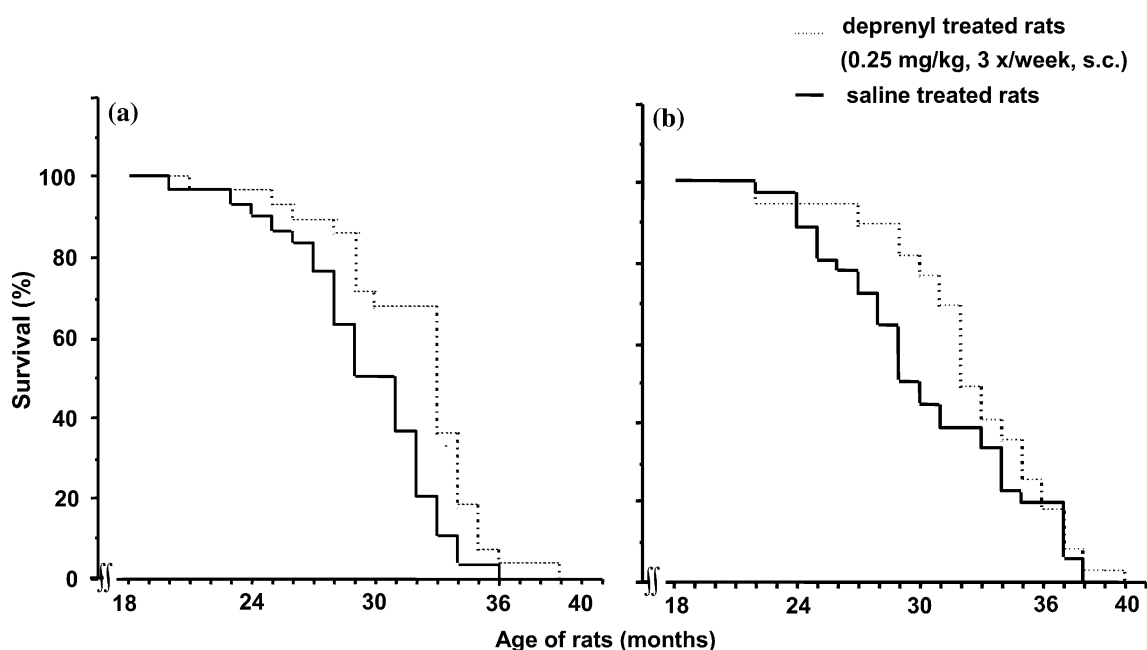 deprenyl treated rats
(0.25 mg/kg, 3 x/week, s.c.)
saline treated rats
(a)
(b)
Survival (%)
100
80
60
40
20
0
18 24 30 36 40
18 24 30 36 40
Age of rats (months)